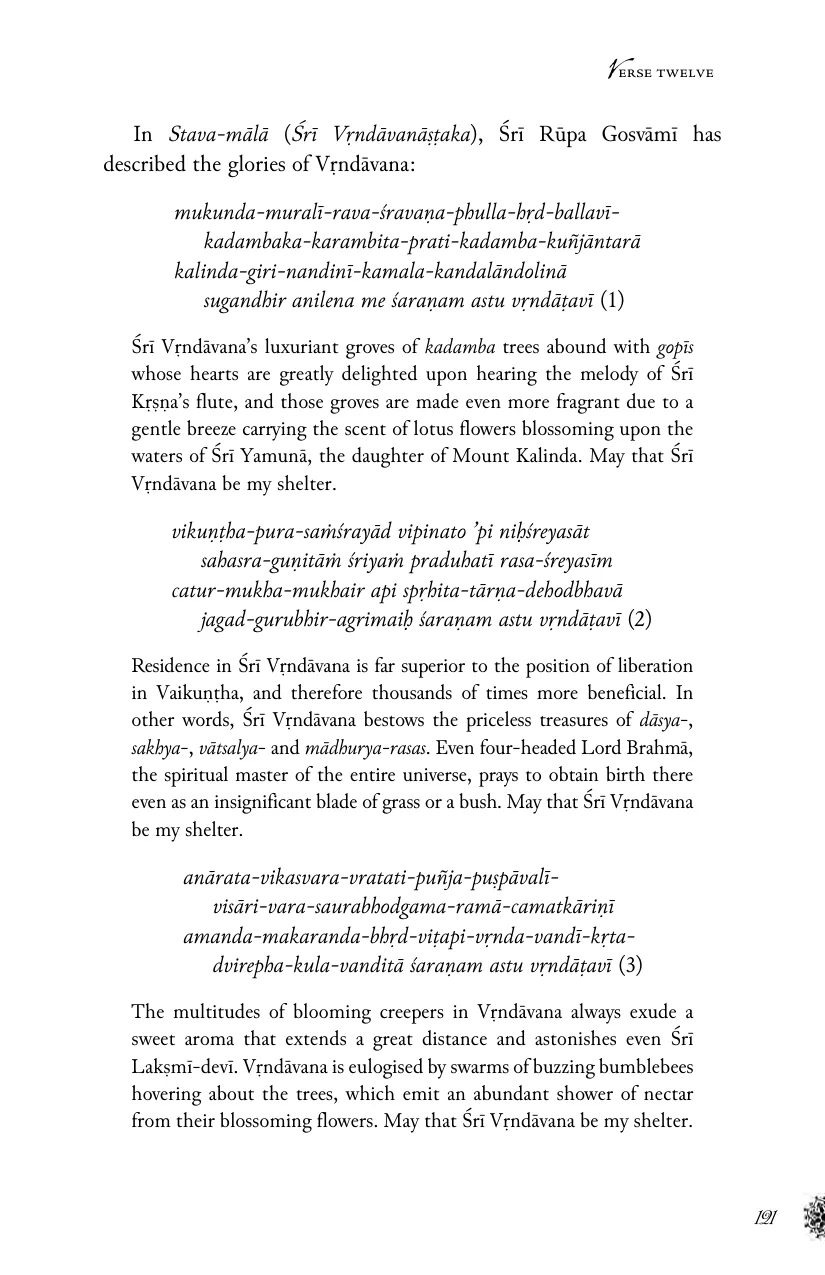 VERSE TWELVE
In Stava-mālā (Śrī Vṛndāvanāṣṭaka), Śrī Rūpa Gosvāmī has
described the glories of Vṛndāvana:
mukunda-muralī-rava-śravaṇa-phulla-hṛd-ballavī-
kadambaka-karambita-prati-kadamba-kuñjāntarā
kalinda-giri-nandinī-kamala-kandalāndolinā
sugandhir anilena me śaraṇam astu vṛndāṭavī (1)
Śrī Vṛndāvana’s luxuriant groves of kadamba trees abound with gopīs
whose hearts are greatly delighted upon hearing the melody of Śrī
Kṛṣṇa’s flute, and those groves are made even more fragrant due to a
gentle breeze carrying the scent of lotus flowers blossoming upon the
waters of Śrī Yamunā, the daughter of Mount Kalinda. May that Śrī
Vṛndāvana be my shelter.
vikuṇṭha-pura-saṁśrayād vipinato ’pi niḥśreyasāt
sahasra-guṇitāṁ śriyaṁ praduhatī rasa-śreyasīm
catur-mukha-mukhair api spṛhita-tārṇa-dehodbhavā
jagad-gurubhir-agrimaiḥ śaraṇam astu vṛndāṭavī (2)
Residence in Śrī Vṛndāvana is far superior to the position of liberation
in Vaikuṇṭha, and therefore thousands of times more beneficial. In
other words, Śrī Vṛndāvana bestows the priceless treasures of dāsya-,
sakhya-, vātsalya- and mādhurya-rasas. Even four-headed Lord Brahmā,
the spiritual master of the entire universe, prays to obtain birth there
even as an insignificant blade of grass or a bush. May that Śrī Vṛndāvana
be my shelter.
anārata-vikasvara-vratati-puñja-puṣpāvalī-
visāri-vara-saurabhodgama-ramā-camatkāriṇī
amanda-makaranda-bhṛd-viṭapi-vṛnda-vandī-kṛta-
dvirepha-kula-vanditā śaraṇam astu vṛndāṭavī (3)
The multitudes of blooming creepers in Vṛndāvana always exude a
sweet aroma that extends a great distance and astonishes even Śrī
Lakṣmī-devī. Vṛndāvana is eulogised by swarms of buzzing bumblebees
hovering about the trees, which emit an abundant shower of nectar
from their blossoming flowers. May that Śrī Vṛndāvana be my shelter.
121